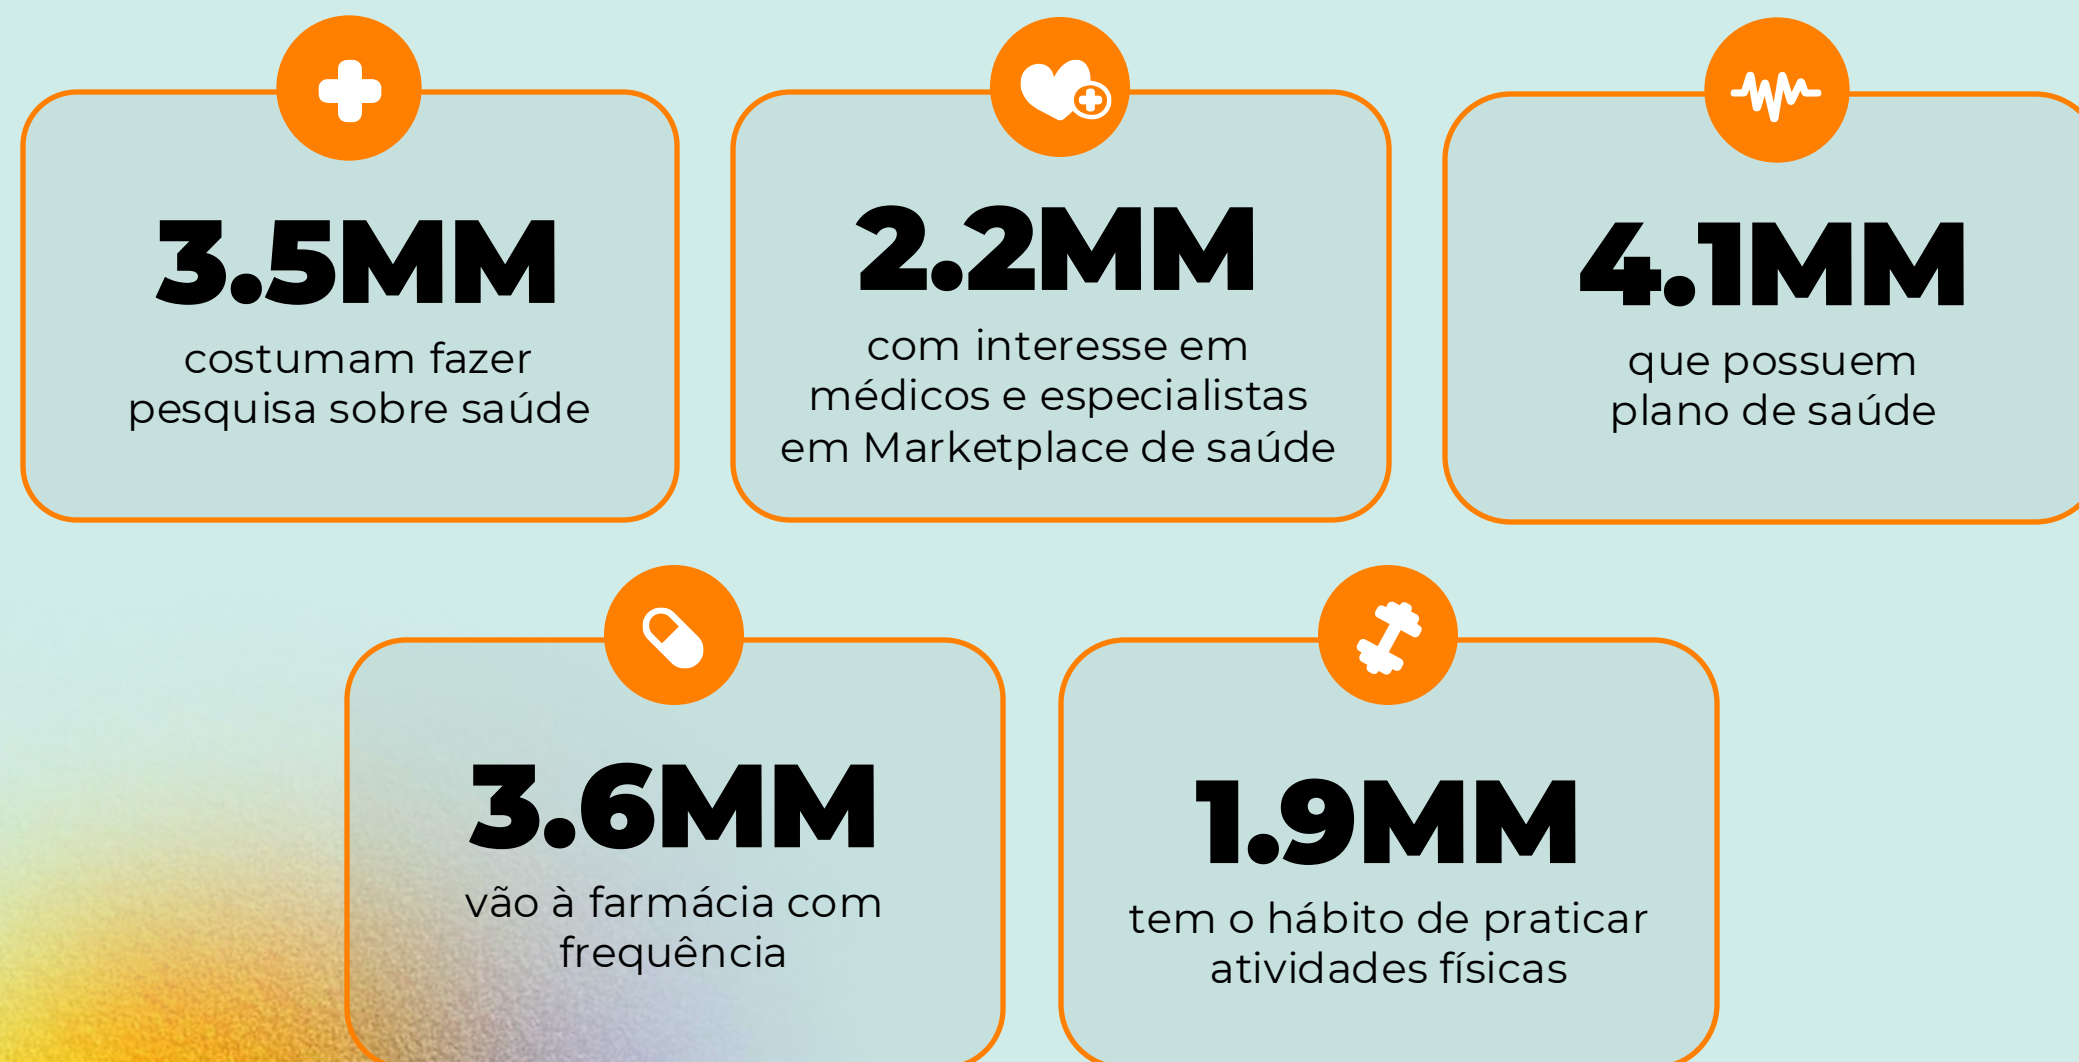 3.5MM
costumam fazer
pesquisa sobre saúde
2.2MM
com interesse em
médicos e especialistas
em Marketplace de saúde
4.1MM
que possuem
plano de saúde
3.6MM
vão à farmácia com
frequência
1.9MM
tem o hábito de praticar
atividades físicas